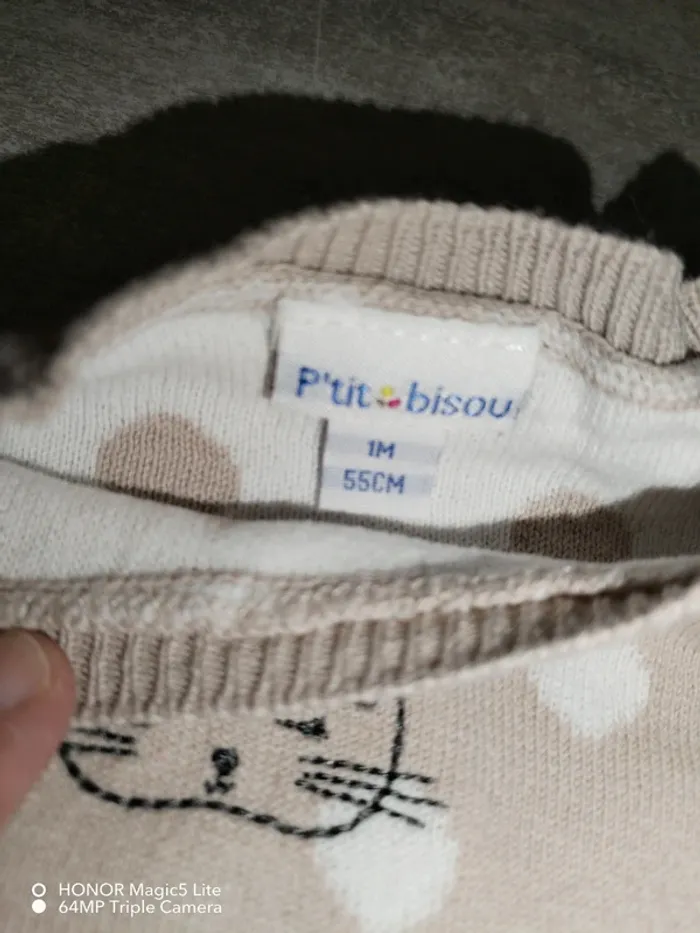 P'tit bisou
1M
55CM
HONOR Magic5 Lite
64MP Triple Camera